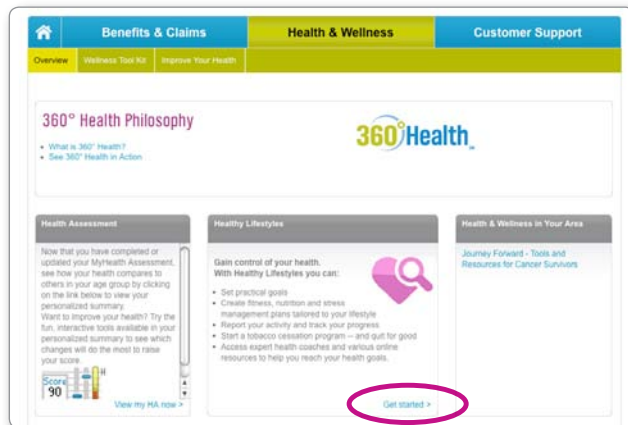 Benefits & Claims
Health & Wellness
Customer Support
Overview
Wellness Tool Kit
Improve Your Health
360° Health Philosophy
• What is 360° Health?
• See 360° Health in Action
360° Health
Health Assessment
Now that you have completed or
updated your MyHealth Assessment,
see how your health compares to
others in your age group by clicking
on the link below to view your
personalized summary.
Want to improve your health? Try the
fun, interactive tools available in your
personalized summary to see which
changes will do the most to raise
your score.
Score
90
H
View my HA now >
Healthy Lifestyles
Gain control of your health.
With Healthy Lifestyles you can:
• Set practical goals
• Create fitness, nutrition and stress
management plans tailored to your lifestyle
• Report your activity and track your progress
• Start a tobacco cessation program -- and quit for good
• Access expert health coaches and various online
resources to help you reach your health goals.
Get started >
Health & Wellness in Your Area
Journey Forward - Tools and
Resources for Cancer Survivors